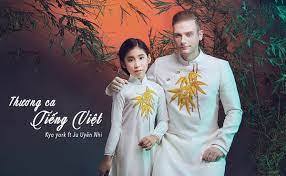 Thương ca
Tiếng Việt
Kyo york ft Ju Uyên Nhi